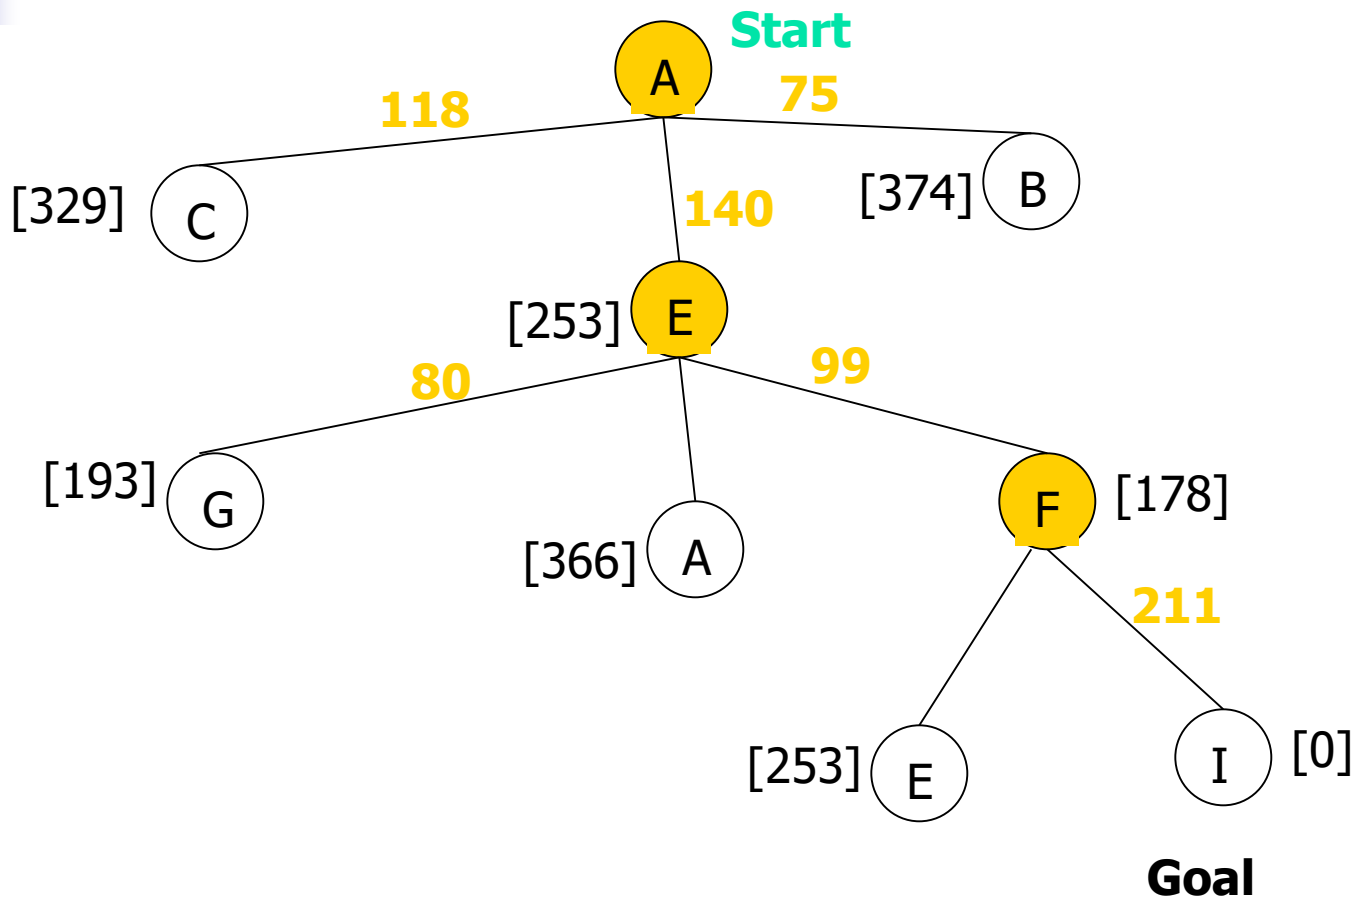 Start
A
118
75
[329]
C
[374]
B
140
[253]
E
80
99
[193]
G
[366]
A
F
[178]
211
[253]
E
I
[0]
Goal